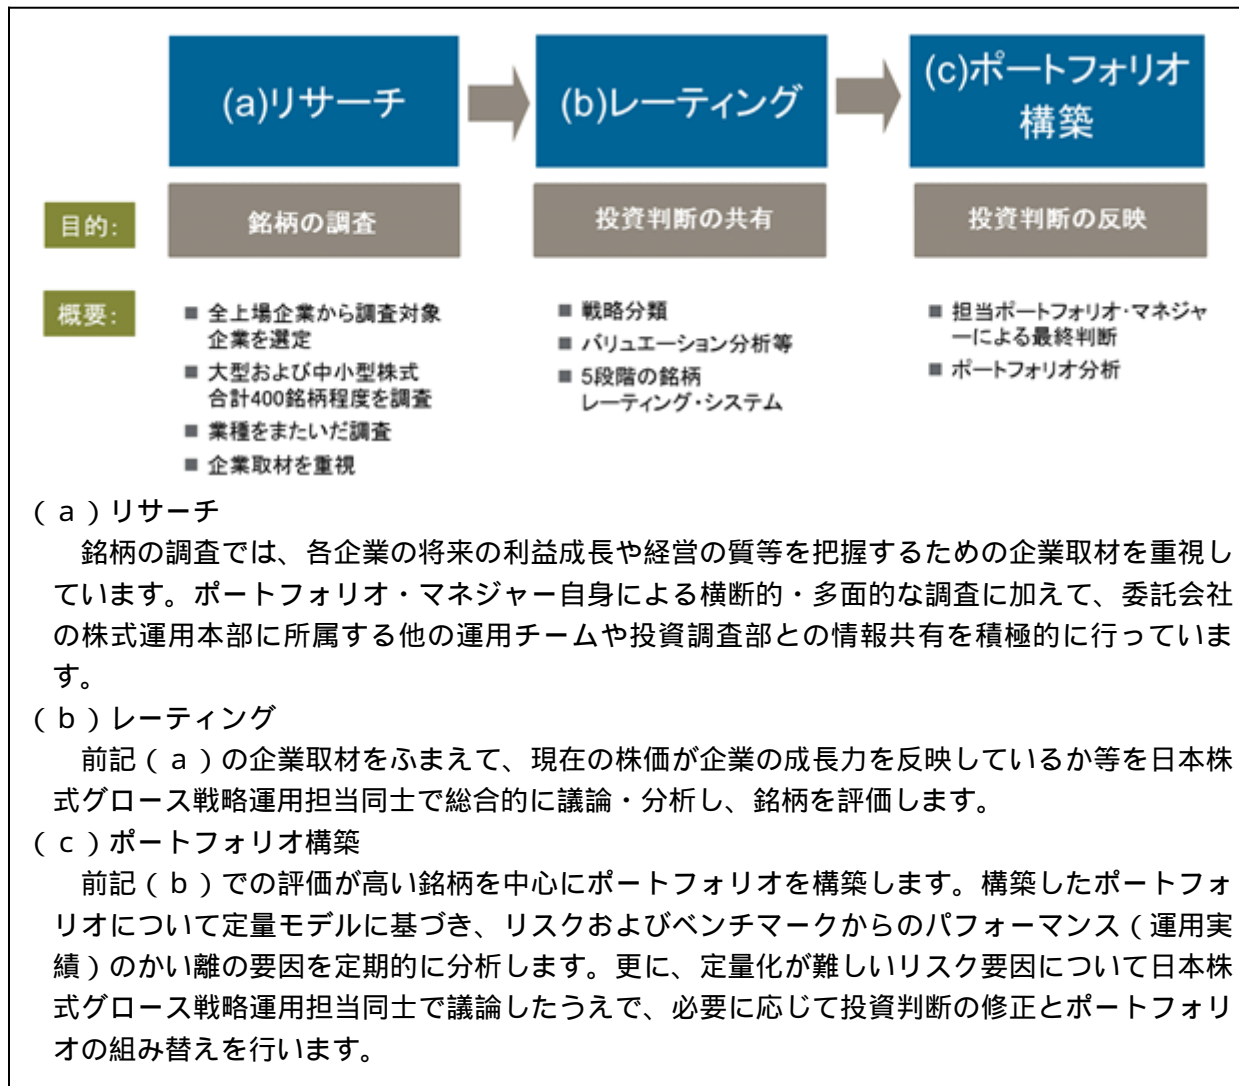 (a)リサーチ
(b)レーティング
(c)ポートフォリオ
構築
目的:
銘柄の調査
投資判断の共有
投資判断の反映
概要:
■ 全上場企業から調査対象
企業を選定
■ 大型および中小型株式
合計400銘柄程度を調査
■ 業種をまたいだ調査
■ 企業取材を重視
■ 戦略分類
■ バリュエーション分析等
■ 5段階の銘柄
レーティング・システム
■ 担当ポートフォリオ・マネジャ
ーによる最終判断
■ ポートフォリオ分析
(a)リサーチ
銘柄の調査では、各企業の将来の利益成長や経営の質等を把握するための企業取材を重視し
ています。ポートフォリオ・マネジャー自身による横断的・多面的な調査に加えて、委託会社
の株式運用本部に所属する他の運用チームや投資調査部との情報共有を積極的に行っていま
す。
(b)レーティング
前記(a)の企業取材をふまえて、現在の株価が企業の成長力を反映しているか等を日本株
式グロース戦略運用担当同士で総合的に議論・分析し、銘柄を評価します。
(c)ポートフォリオ構築
前記(b)での評価が高い銘柄を中心にポートフォリオを構築します。構築したポートフォ
リオについて定量モデルに基づき、リスクおよびベンチマークからのパフォーマンス(運用実
績)のかい離の要因を定期的に分析します。更に、定量化が難しいリスク要因について日本株
式グロース戦略運用担当同士で議論したうえで、必要に応じて投資判断の修正とポートフォリ
オの組み替えを行います。